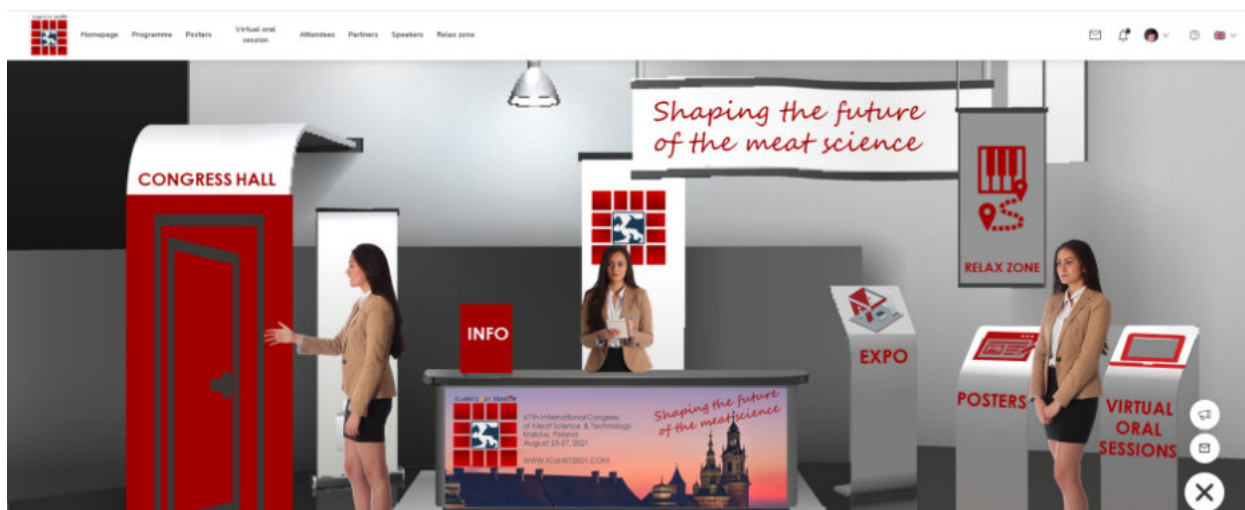 Homepage
Programme
Posters
Virtual oral
session
Attendees
Partners
Speakers
Relax zone
Shaping the future
of the meat science
CONGRESS HALL
RELAX ZONE
INFO
EXPO
POSTERS
VIRTUAL
ORAL
SESSIONS
67th International Congress
of Meat Science & Technology
Kraków, Poland
August 23-27, 2021
WWW.ICOMST2021.COM
Shaping the future
of the meat science